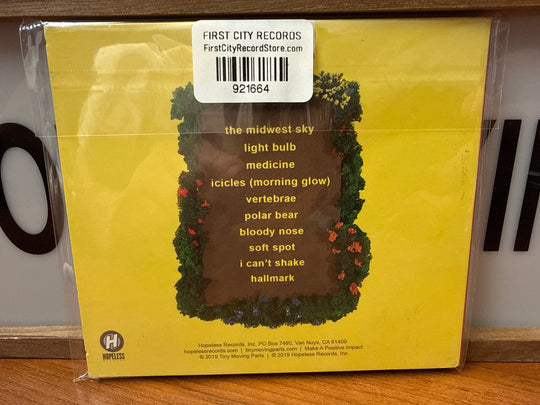 FIRST CITY RECORDS
FirstCityRecordStore.com
921664
the midwest sky
light bulb
medicine
icicles (morning glow)
vertebrae
polar bear
bloody nose
soft spot
i can't shake
hallmark
H
HOPELESS
Hopeless Records, Inc. PO Box 7495, Van Nuys, CA 91409
hopelessrecords.com | tinymovingparts.com | Make A Positive Impact
℗ 2019 Tiny Moving Parts | © 2019 Hopeless Records, Inc.